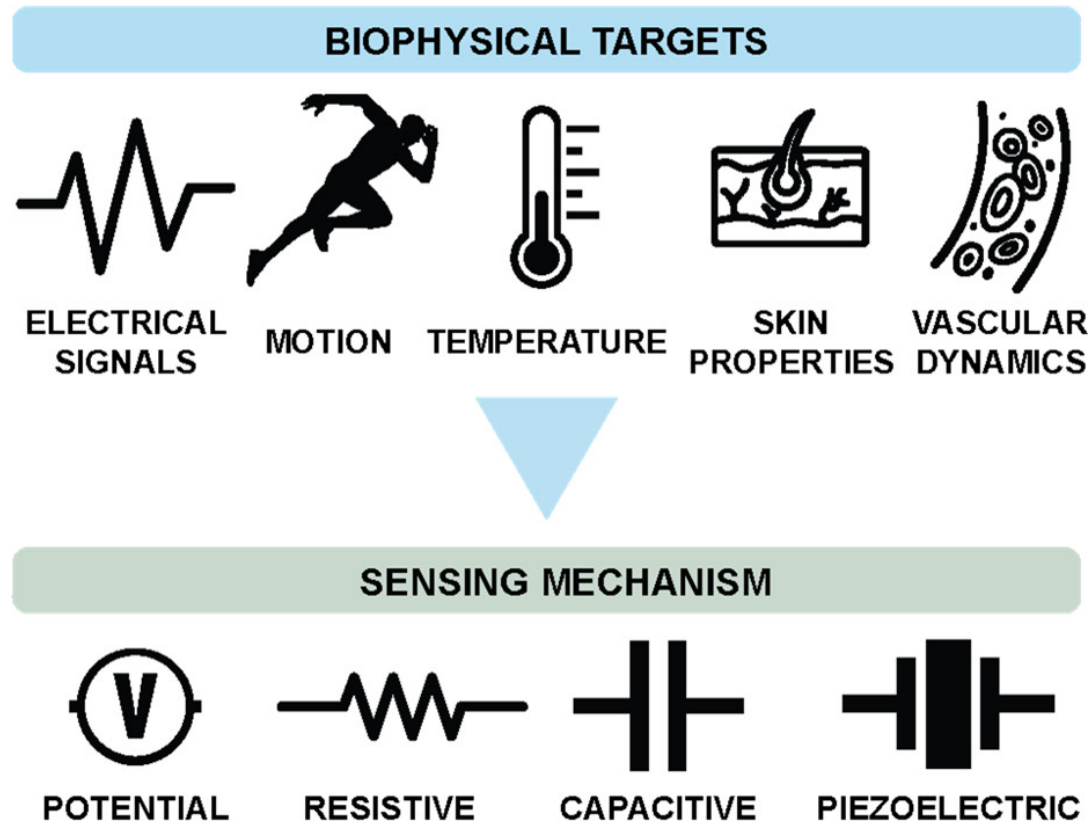 BIOPHYSICAL TARGETS
ELECTRICAL
SIGNALS
MOTION
TEMPERATURE
SKIN
PROPERTIES
VASCULAR
DYNAMICS
SENSING MECHANISM
V
POTENTIAL
RESISTIVE
CAPACITIVE
PIEZOELECTRIC